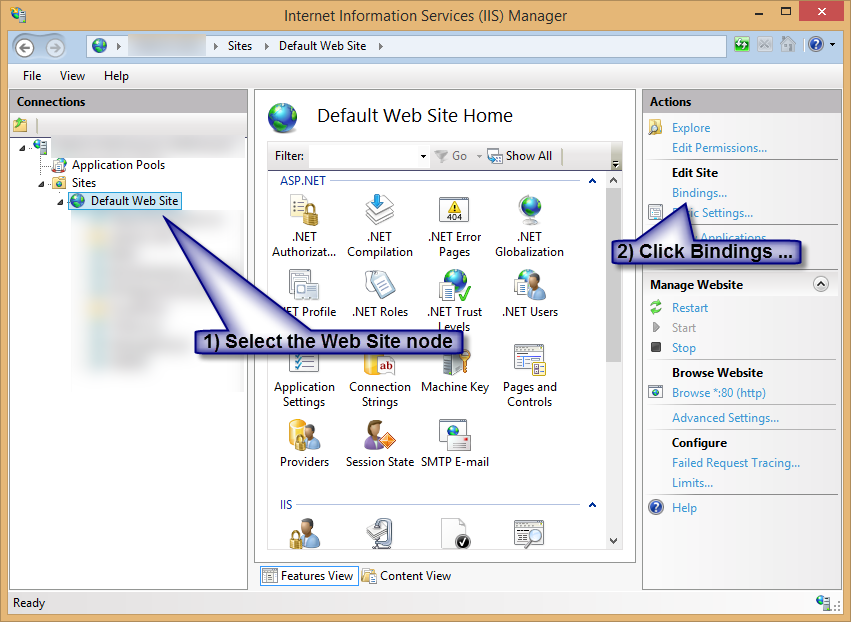 Internet Information Services (IIS) Manager
Sites
Default Web Site
File View Help
Connections
Application Pools
Sites
Default Web Site
1) Select the Web Site node
Default Web Site Home
Filter:
Go
Show All
ASP.NET
.NET Authorizat...
.NET Compilation
404
.NET Error Pages
.NET Globalization
.NET Profile
.NET Roles
.NET Trust Levels
.NET Users
Application Settings
ab
Connection Strings
Machine Key
Pages and Controls
Providers
Session State
SMTP E-mail
IIS
Features View
Content View
Actions
Explore
Edit Permissions...
Edit Site
Bindings...
Settings...
Applications
2) Click Bindings ...
Manage Website
Restart
Start
Stop
Browse Website
Browse *:80 (http)
Advanced Settings...
Configure
Failed Request Tracing...
Limits...
Help
Ready